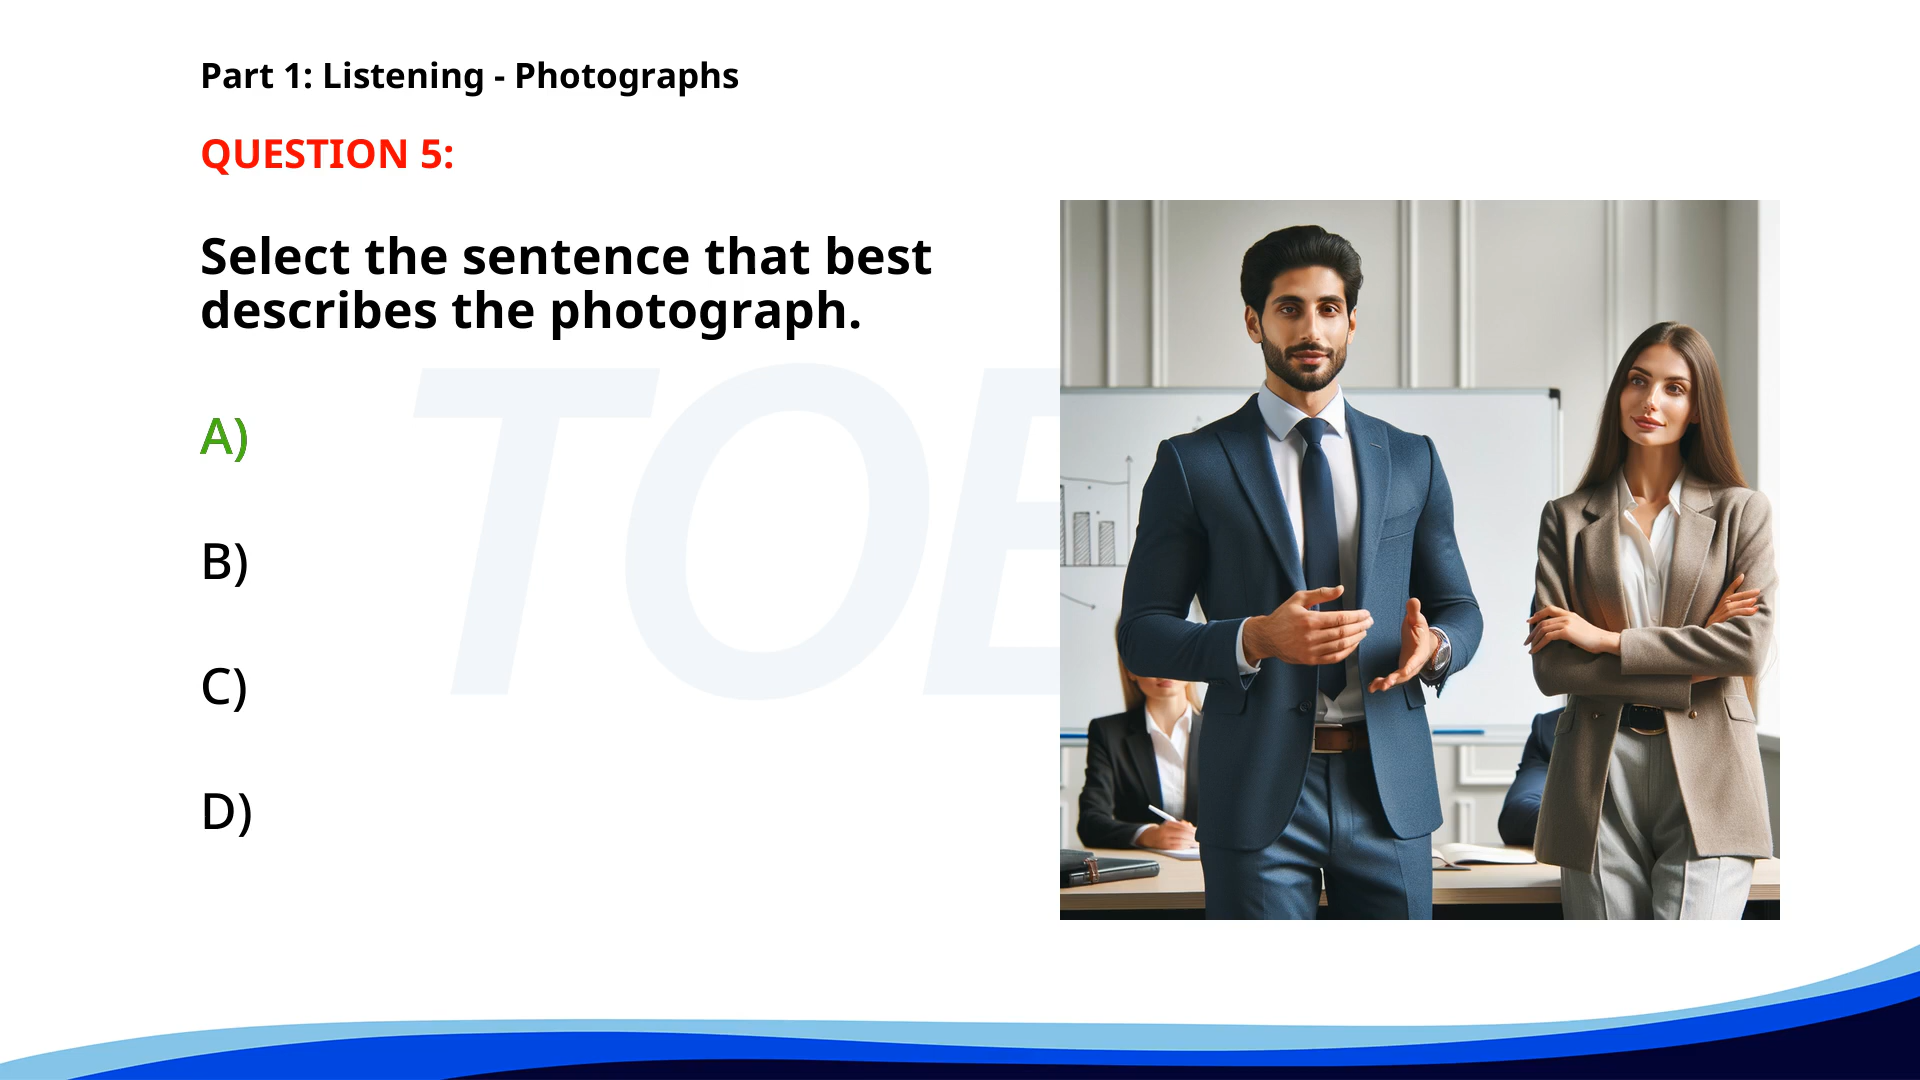 Part 1: Listening - Photographs
QUESTION 5:
Select the sentence that best
describes the photograph.
A)
B)
C)
D)